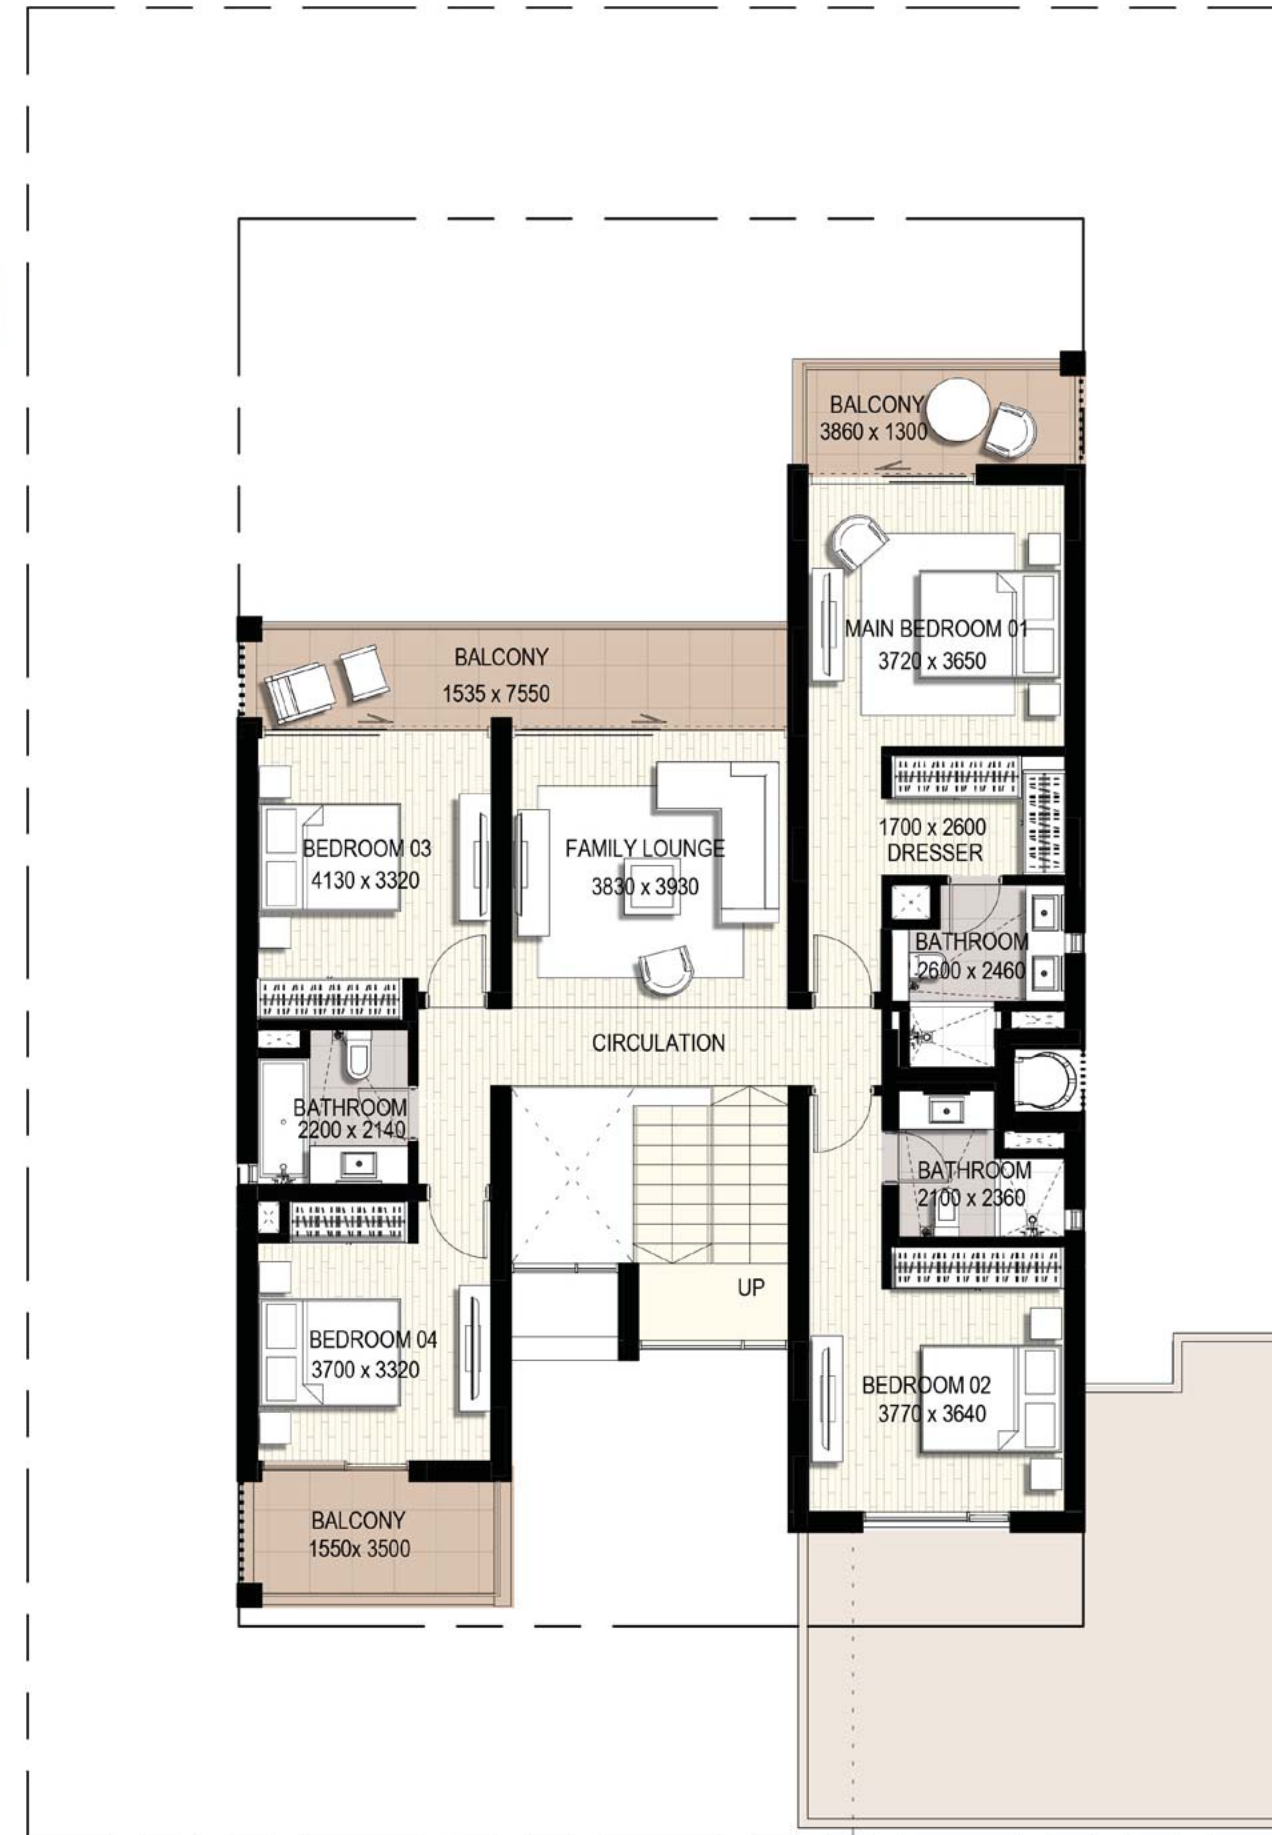 BALCONY
3860 x 1300
MAIN BEDROOM 01
3720 x 3650
BALCONY
1535 x 7550
BEDROOM 03
4130 x 3320
FAMILY LOUNGE
3830 x 3930
1700 x 2600
DRESSER
BATHROOM
2600 x 2460
CIRCULATION
BATHROOM
2200 x 2140
BATHROOM
2100 x 2360
UP
BEDROOM 04
3700 x 3320
BEDROOM 02
3770 x 3640
BALCONY
1550x 3500